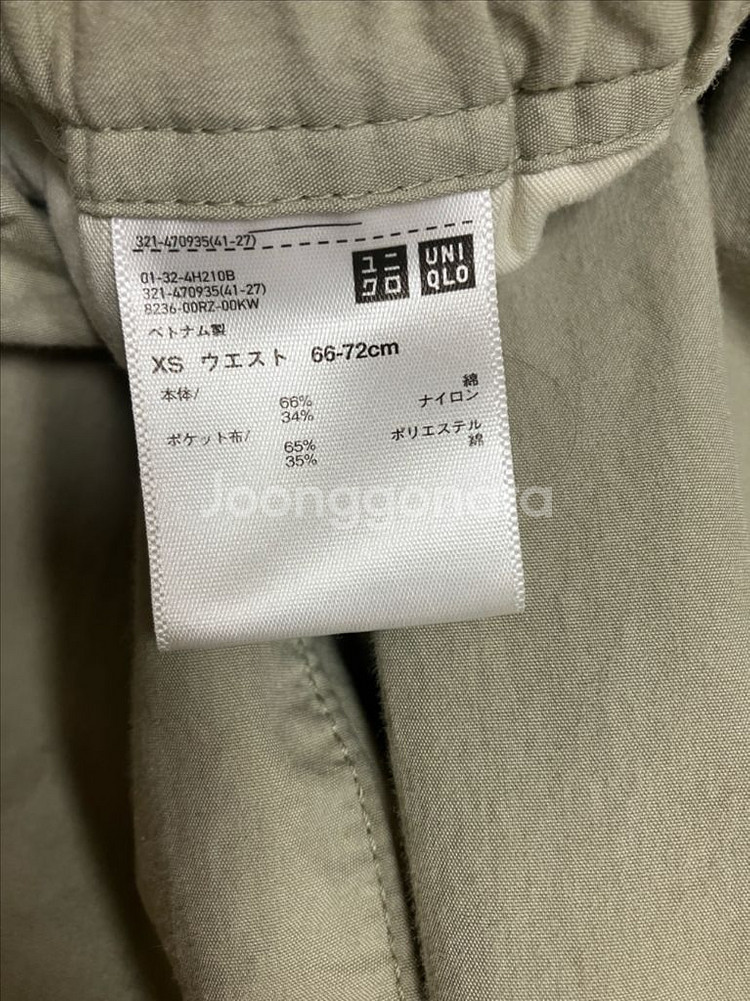 321-470935(41-27)
ユニ
クロ
UNI
QLO
01-32-4H210B
321-470935(41-27)
8236-00RZ-00KW
ベトナム製
XS ウエスト 66-72cm
本体/ 66% 綿
34% ナイロン
ポケット布/ 65% ポリエステル
35% 綿
Joonggonara